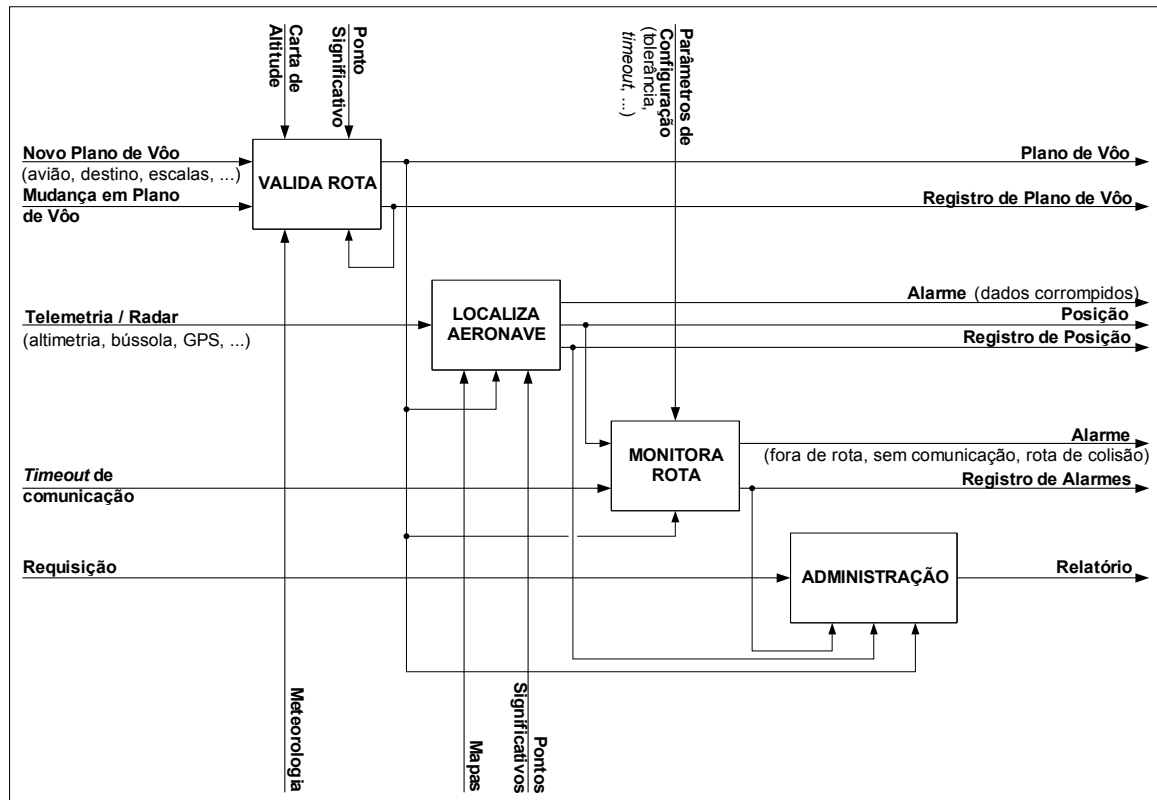 Carta de
Altitude
Ponto
Significativo
Parâmetros de
Configuração
(tolerância,
timeout, ...)
Novo Plano de Vôo
(avião, destino, escalas, ...)
Mudança em Plano
de Vôo
VALIDA ROTA
Plano de Vôo
Registro de Plano de Vôo
Telemetria / Radar
(altimetria, bússola, GPS, ...)
LOCALIZA
AERONAVE
Alarme (dados corrompidos)
Posição
Registro de Posição
Timeout de
comunicação
MONITORA
ROTA
Alarme
(fora de rota, sem comunicação, rota de colisão)
Registro de Alarmes
Requisição
ADMINISTRAÇÃO
Relatório
Meteorologia
Mapas
Pontos
Significativos